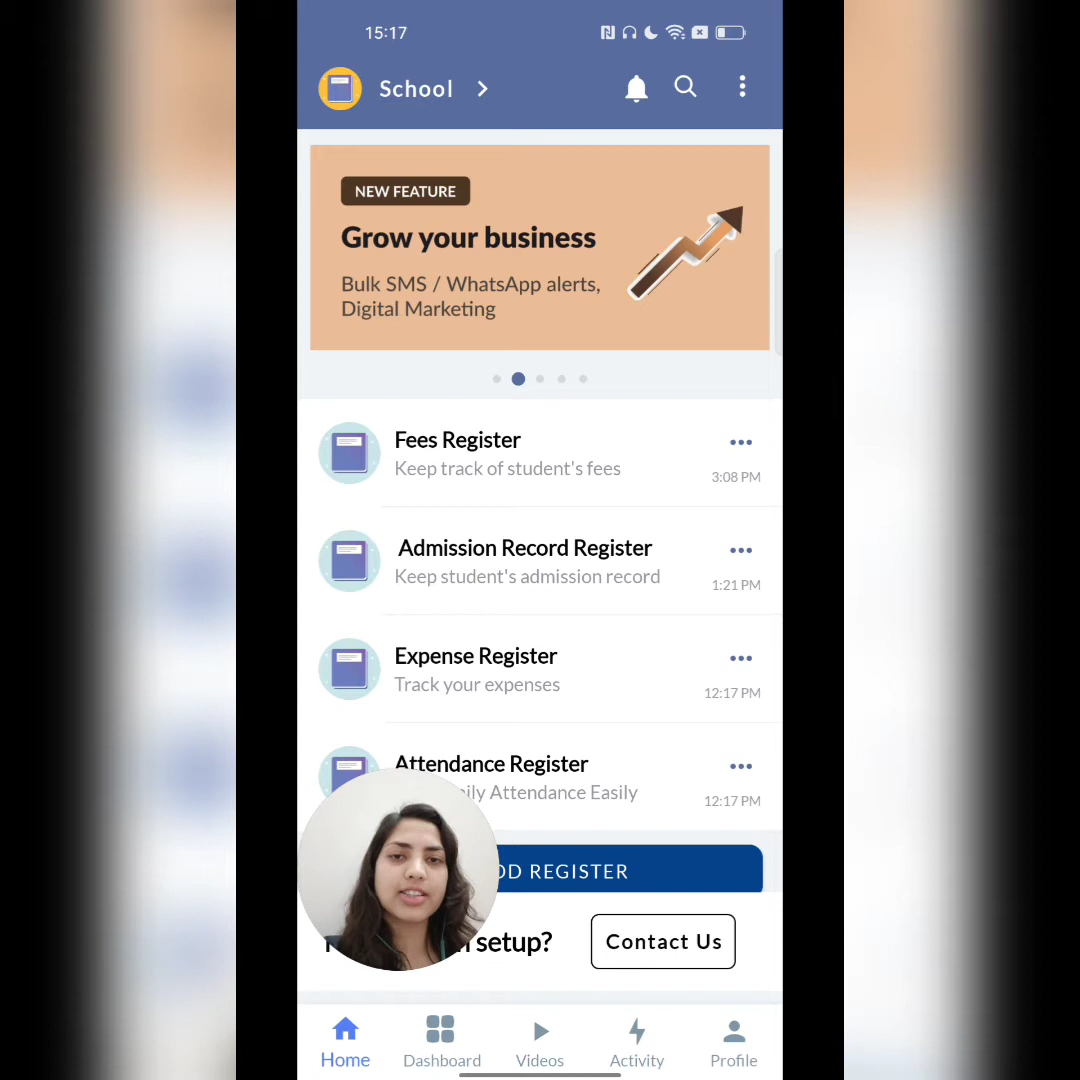 15:17
School
NEW FEATURE
Grow your business
Bulk SMS / WhatsApp alerts,
Digital Marketing
Fees Register
Keep track of student's fees
3:08 PM
Admission Record Register
Keep student's admission record
1:21 PM
Expense Register
Track your expenses
12:17 PM
Attendance Register
Attendance Easily
12:17 PM
REGISTER
setup?
Contact Us
Home
Dashboard
Videos
Activity
Profile